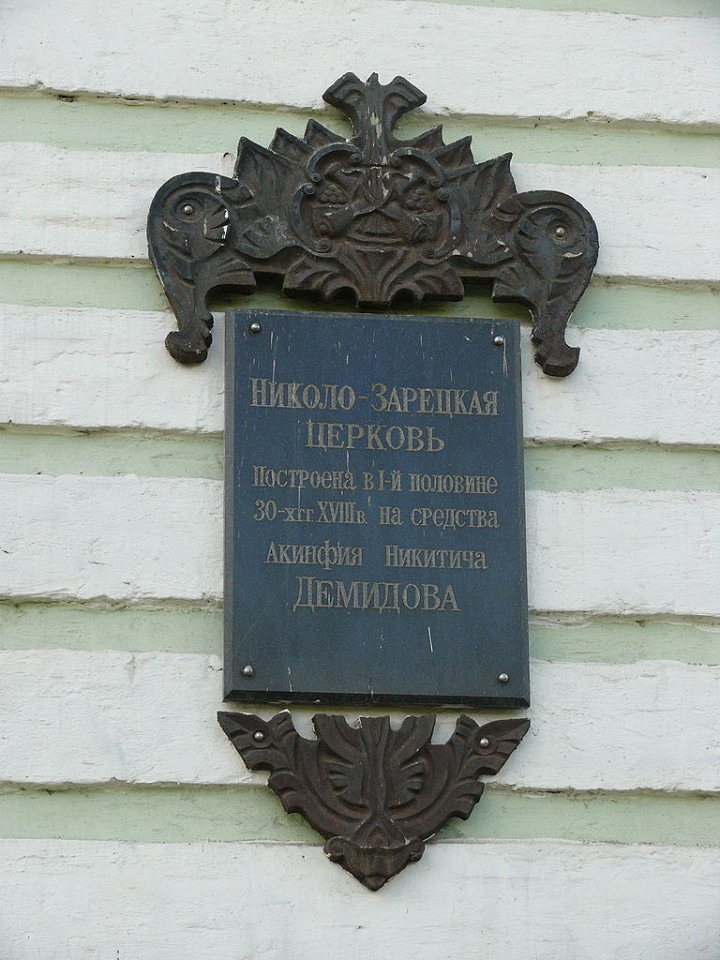 Николо-Зарецкая
церковь
Построена в I-й половине
30-х гг. XVIII в. на средства
Акинфия Никитича
Демидова